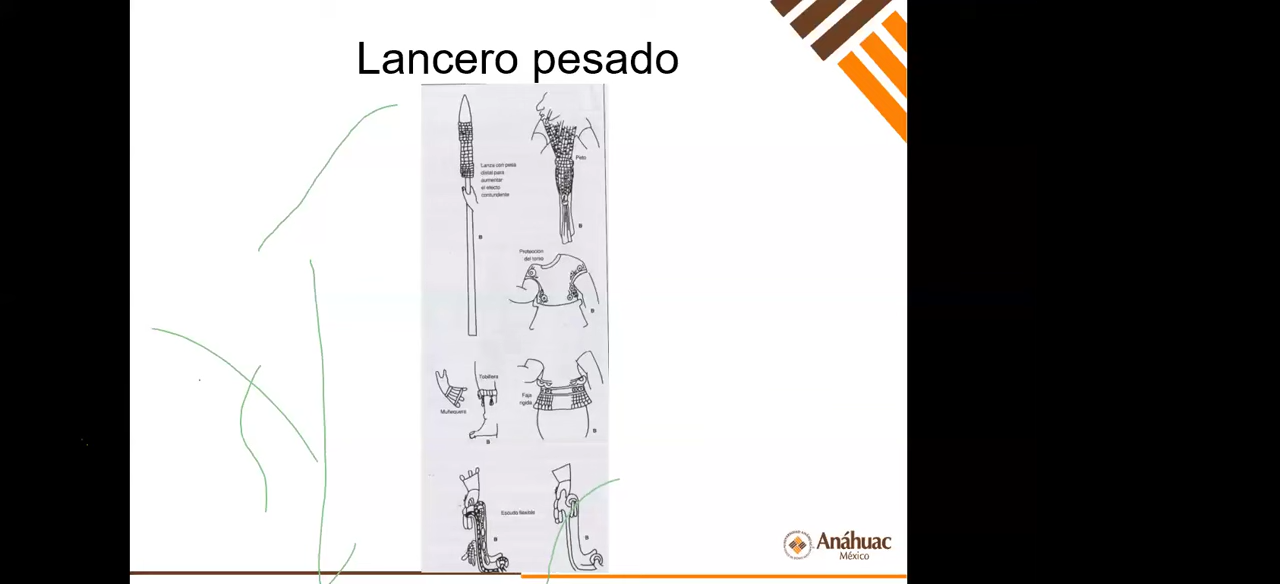 Lancero pesado
Lanza con pesa
distal para
aumentar
el efecto
contundente
B
Peto
B
Protección
del torso
B
Muñequera
Tobillera
B
Faja
rígida
B
Escudo flexible
B
B
Anáhuac
México